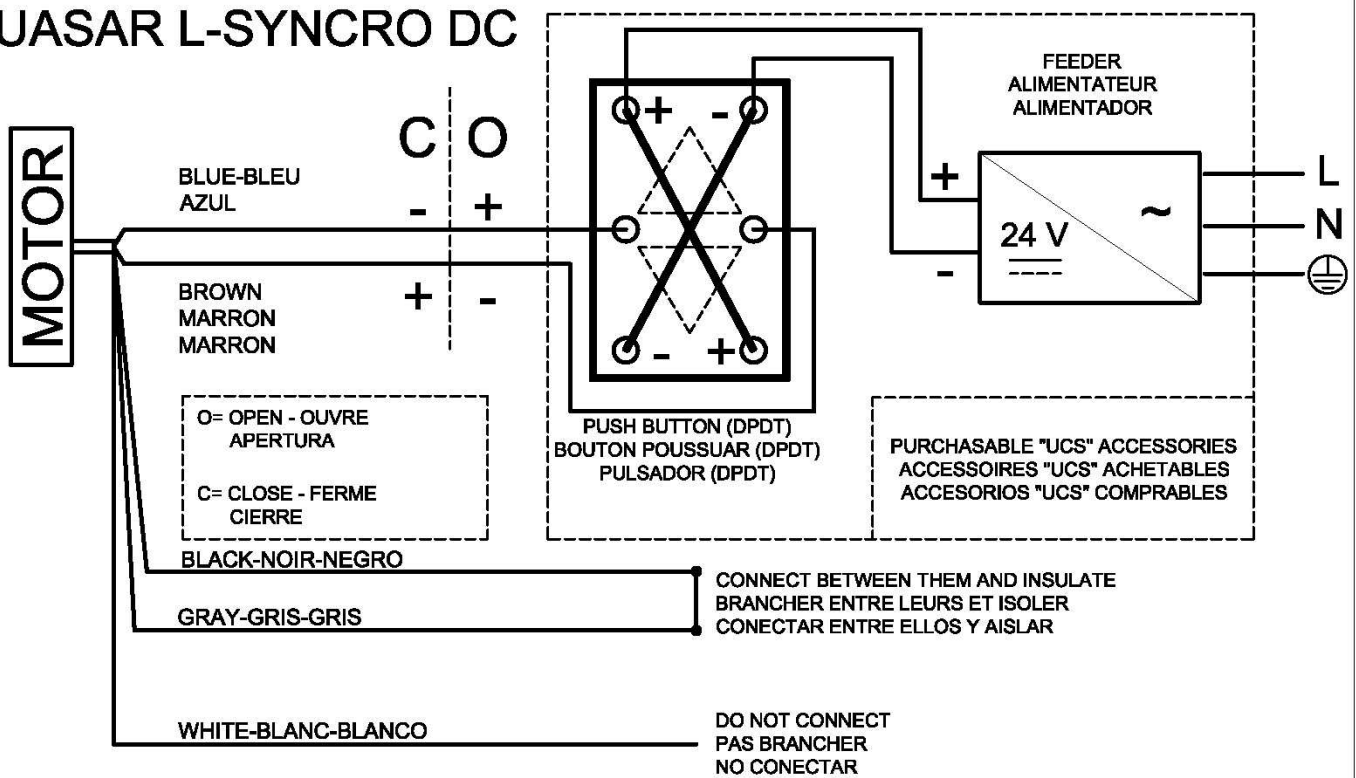 UASAR L-SYNCRO DC
FEEDER
ALIMENTATEUR
ALIMENTADOR
MOTOR
C O
BLUE-BLEU
AZUL
- +
BROWN
MARRON
MARRON
+ -
+ -
- +
+
-
24 V
~
L
N
O= OPEN - OUVRE
APERTURA
C= CLOSE - FERME
CIERRE
PUSH BUTTON (DPDT)
BOUTON POUSSUAR (DPDT)
PULSADOR (DPDT)
PURCHASABLE "UCS" ACCESSORIES
ACCESSOIRES "UCS" ACHETABLES
ACCESORIOS "UCS" COMPRABLES
BLACK-NOIR-NEGRO
GRAY-GRIS-GRIS
CONNECT BETWEEN THEM AND INSULATE
BRANCHER ENTRE LEURS ET ISOLER
CONECTAR ENTRE ELLOS Y AISLAR
WHITE-BLANC-BLANCO
DO NOT CONNECT
PAS BRANCHER
NO CONECTAR